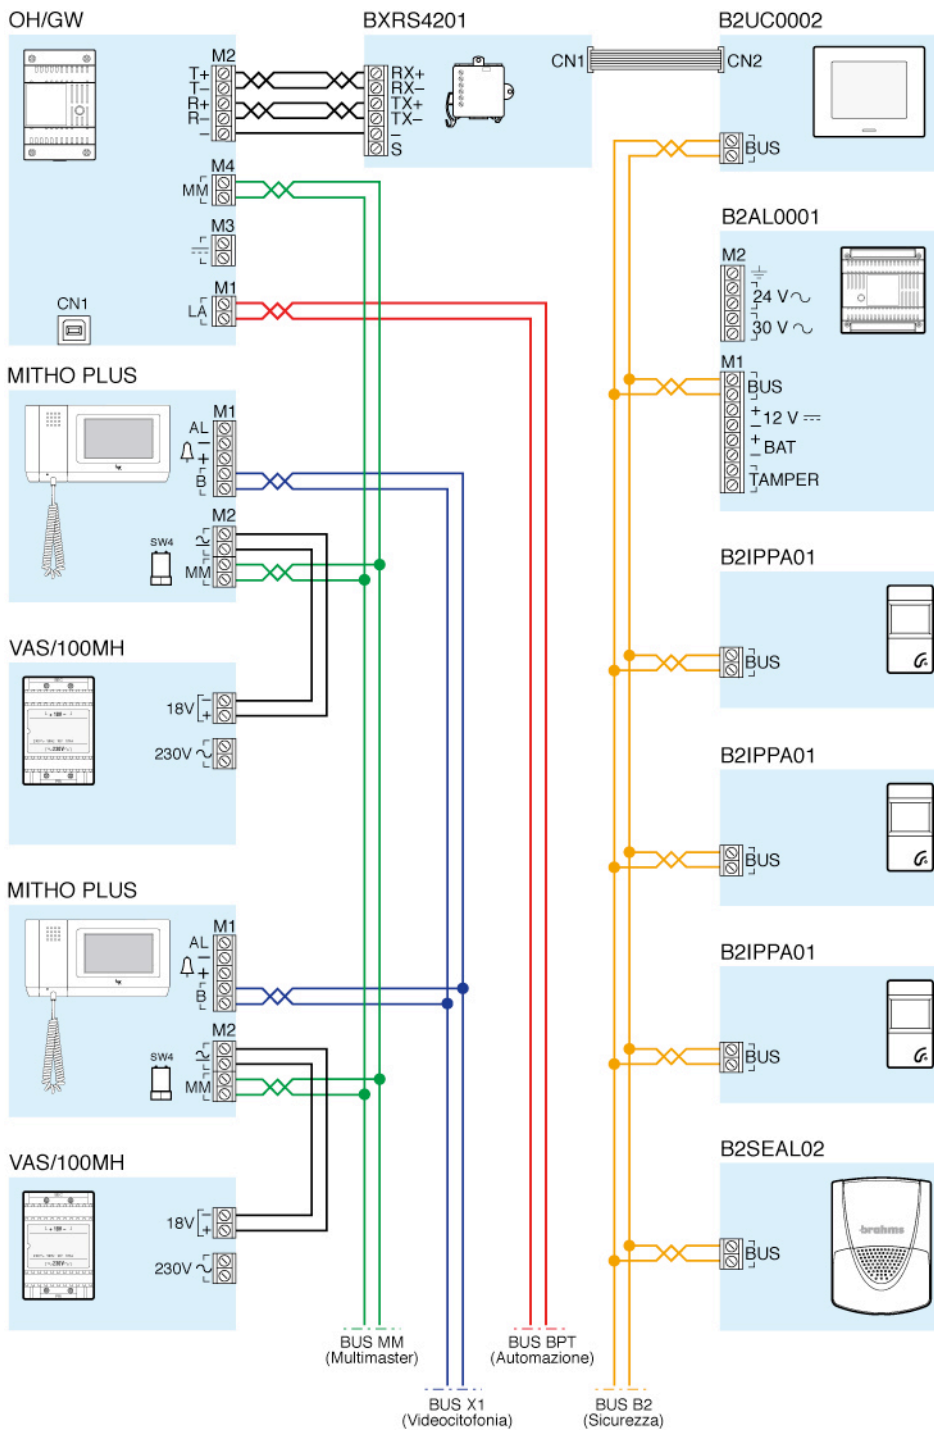 OH/GW
M2
T+
T−
R+
R−
−
M4
MM
M3
M1
LA
CN1
BXRS4201
RX+
RX−
TX+
TX−
−
S
CN1
CN2
B2UC0002
BUS
B2AL0001
M2
24 V
30 V
M1
BUS
+
− 12 V
+
− BAT
TAMPER
MITHO PLUS
M1
AL
−
+
B
M2
SW4
MM
VAS/100MH
18V −
+
230V
B2IPPA01
BUS
B2IPPA01
BUS
MITHO PLUS
M1
AL
−
+
B
M2
SW4
MM
B2IPPA01
BUS
VAS/100MH
18V −
+
230V
B2SEAL02
brahms
BUS
BUS MM
(Multimaster)
BUS BPT
(Automazione)
BUS X1
(Videocitofonia)
BUS B2
(Sicurezza)